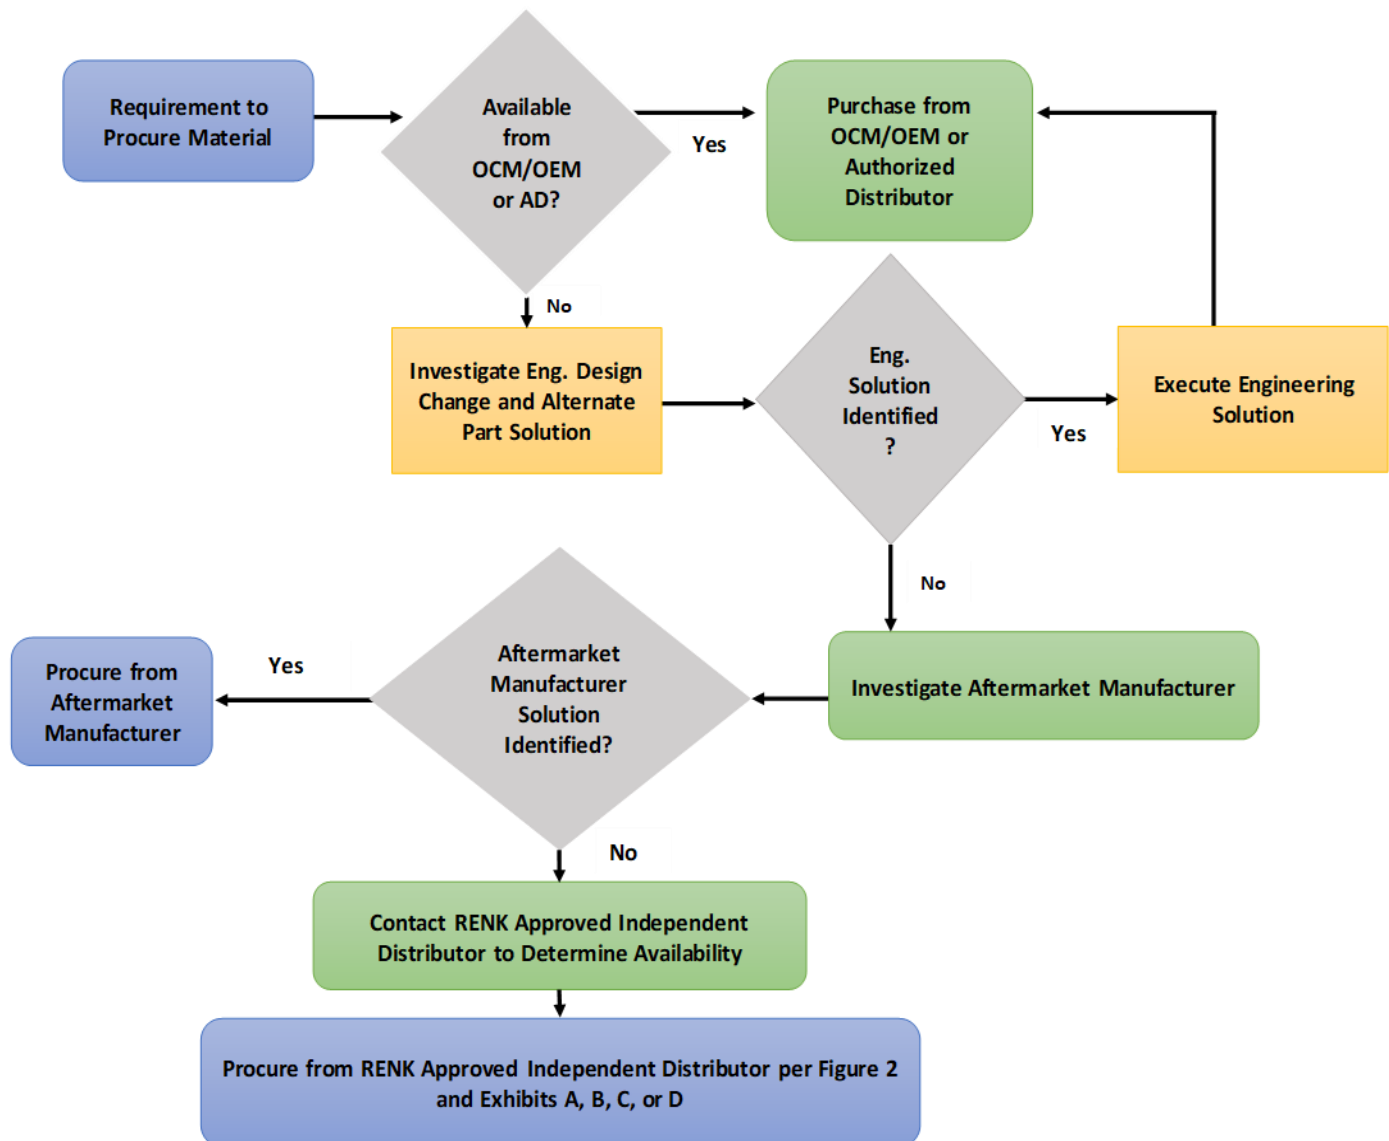 Requirement to
Procure Material
Available
from
OCM/OEM
or AD?
Yes
Purchase from
OCM/OEM or
Authorized
Distributor
No
Investigate Eng. Design
Change and Alternate
Part Solution
Eng.
Solution
Identified
?
Yes
Execute Engineering
Solution
No
Investigate Aftermarket Manufacturer
Aftermarket
Manufacturer
Solution
Identified?
Yes
Procure from
Aftermarket
Manufacturer
No
Contact RENK Approved Independent
Distributor to Determine Availability
Procure from RENK Approved Independent Distributor per Figure 2
and Exhibits A, B, C, or D